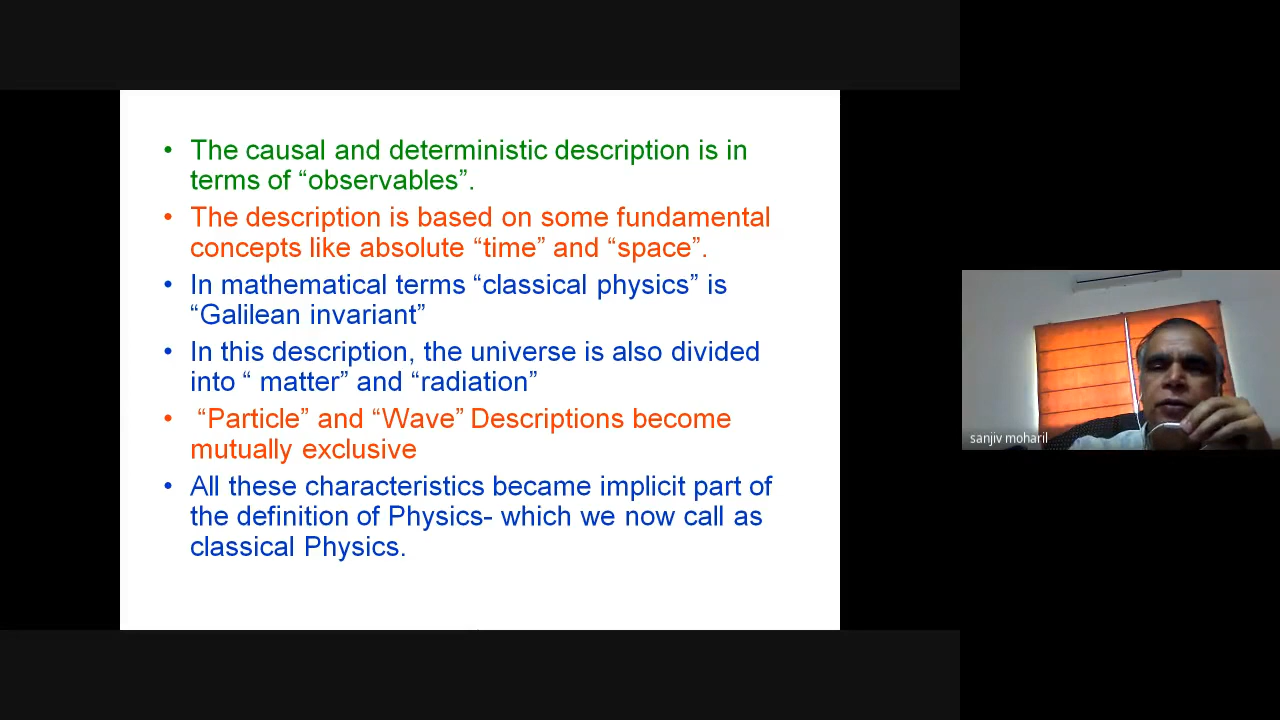 • The causal and deterministic description is in
terms of “observables”.
• The description is based on some fundamental
concepts like absolute “time” and “space”.
• In mathematical terms “classical physics” is
“Galilean invariant”
• In this description, the universe is also divided
into “ matter” and “radiation”
• “Particle” and “Wave” Descriptions become
mutually exclusive
• All these characteristics became implicit part of
the definition of Physics- which we now call as
classical Physics.
sanjiv moharil